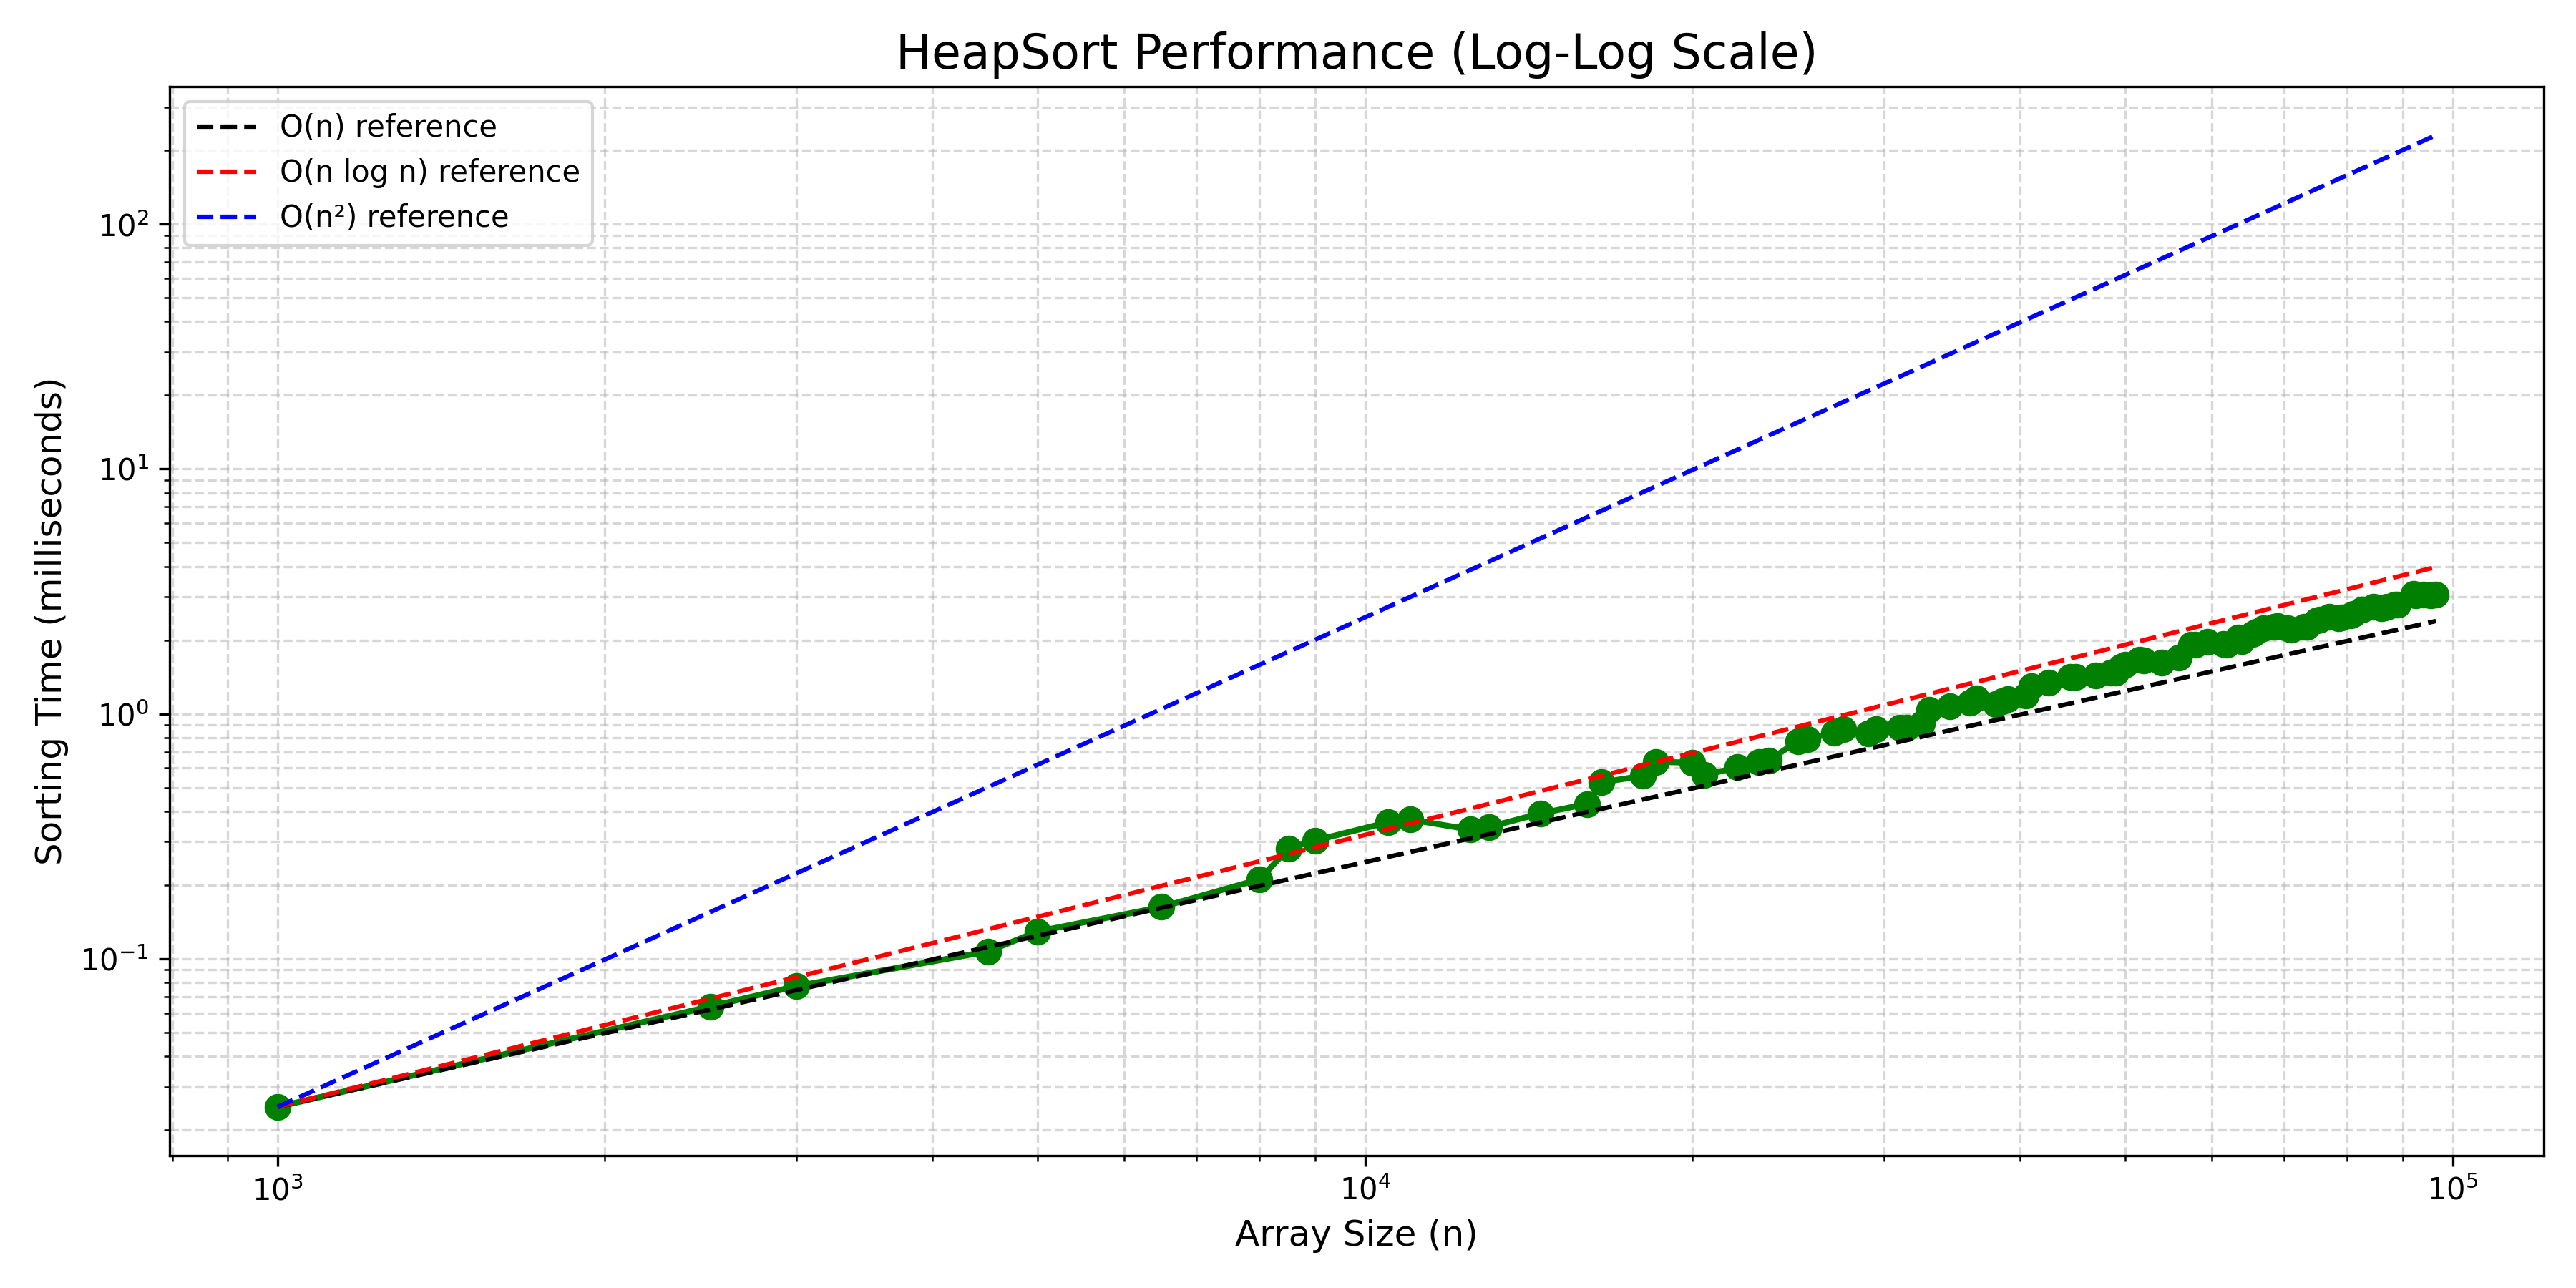 HeapSort Performance (Log-Log Scale)
O(n) reference
O(n log n) reference
O(n²) reference
Sorting Time (milliseconds)
10²
10¹
10⁰
10⁻¹
10³
10⁴
10⁵
Array Size (n)